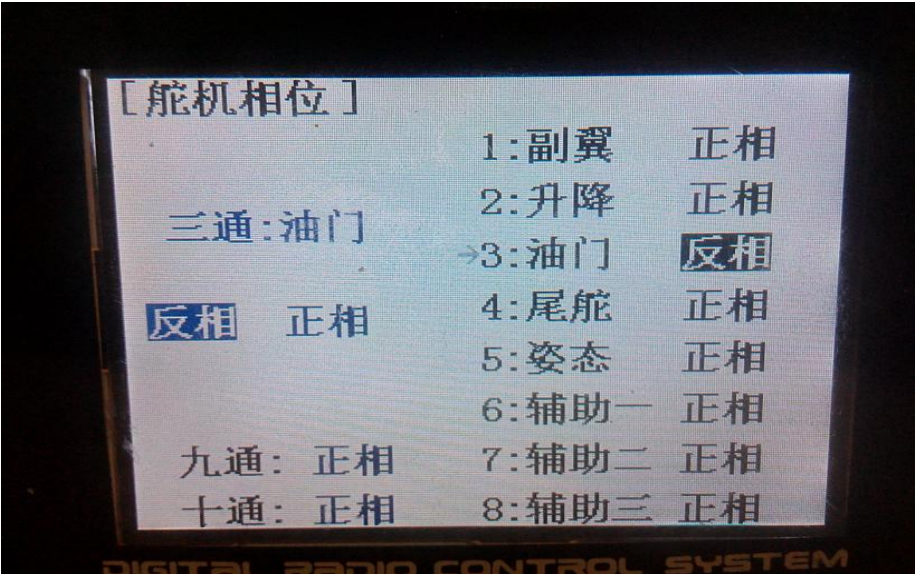 [舵机相位]
1:副翼 正相
2:升降 正相
三通:油门
→3:油门 反相
反相 正相
4:尾舵 正相
5:姿态 正相
6:辅助一 正相
九通: 正相
7:辅助二 正相
十通: 正相
8:辅助三 正相
DIGITAL RADIO CONTROL SYSTEM